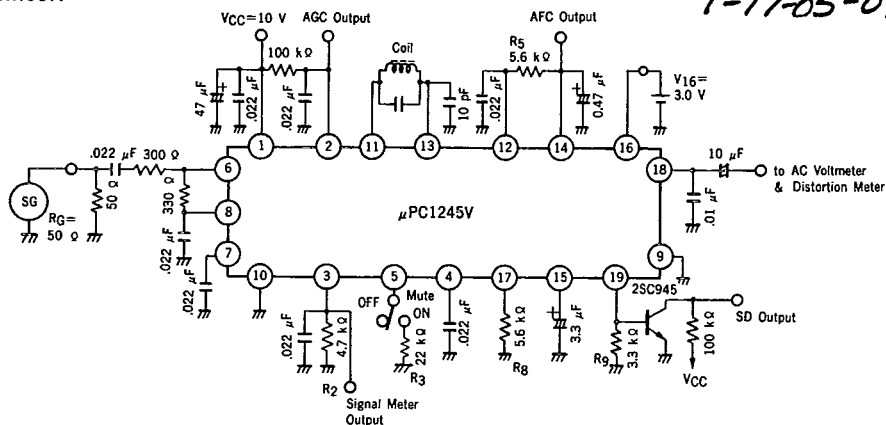 VCC=10 V
AGC Output
AFC Output
100 kΩ
Coil
R5
5.6 kΩ
V16=
3.0 V
47 μF
.022 μF
.022 μF
10 pF
.022 μF
0.47 μF
1
2
11
13
12
14
16
.022 μF
300 Ω
6
18
10 μF
to AC Voltmeter
& Distortion Meter
SG
RG=
50 Ω
50 Ω
330 Ω
8
μPC1245V
.01 μF
.022 μF
7
9
.022 μF
10
3
5
4
17
15
19
2SC945
OFF
Mute
ON
SD Output
.022 μF
4.7 kΩ
22 kΩ
.022 μF
5.6 kΩ
3.3 μF
R9
3.3 kΩ
100 kΩ
R2
R3
R8
VCC
Signal Meter
Output